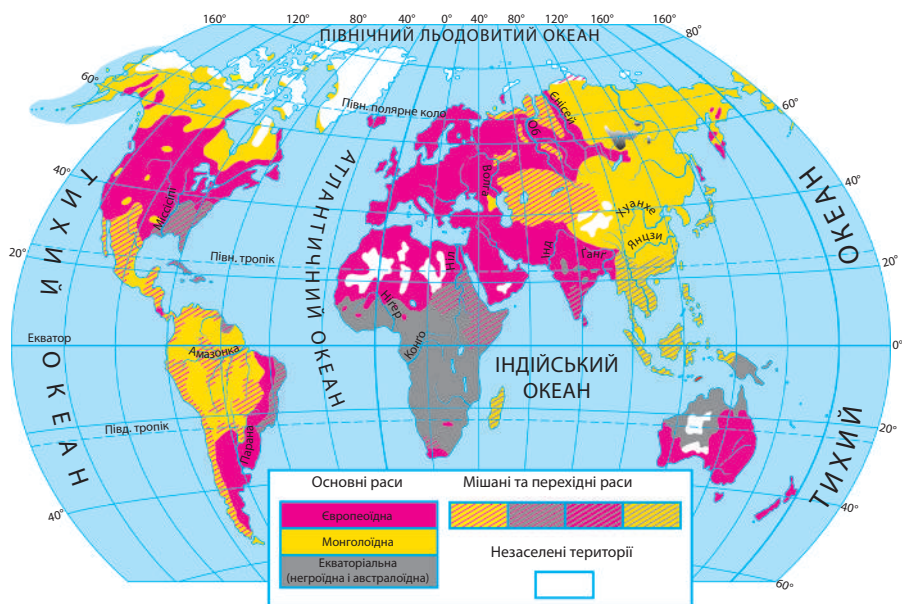 160° 120° 80° 40° 0° 40° 80° 120° 160°
ПІВНІЧНИЙ ЛЬОДОВИТИЙ ОКЕАН
80°
60°
60°
Півн. полярне коло
Об
Єнісей
Волга
40°
40°
ТИХИЙ ОКЕАН
АТЛАНТИЧНИЙ ОКЕАН
ТИХИЙ ОКЕАН
Міссісіпі
Хуанхе
Янцзи
Інд
Ганг
Ніл
20°
Півн. тропік
20°
Нігер
Конго
Екватор
Амазонка
ІНДІЙСЬКИЙ
ОКЕАН
0°
Півд. тропік
Парана
20°
40°
40°
60°
Основні раси
Європеоїдна
Монголоїдна
Екваторіальна
(негроїдна і австралоїдна)
Мішані та перехідні раси
Незаселені території